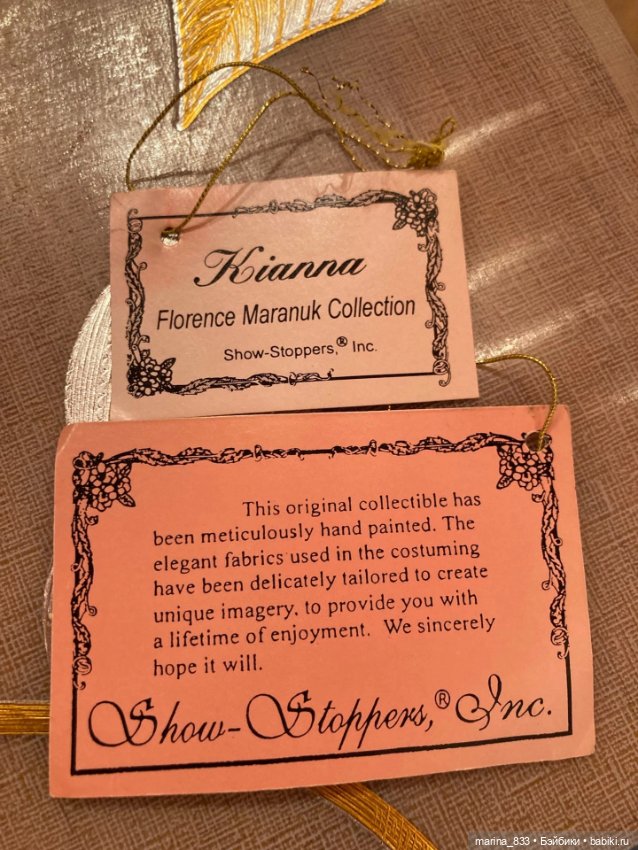 Kianna
Florence Maranuk Collection
Show-Stoppers,® Inc.
This original collectible has
been meticulously hand painted. The
elegant fabrics used in the costuming
have been delicately tailored to create
unique imagery, to provide you with
a lifetime of enjoyment. We sincerely
hope it will.
Show-Stoppers,® Inc.
marina_833 • Бэйбики • babiki.ru